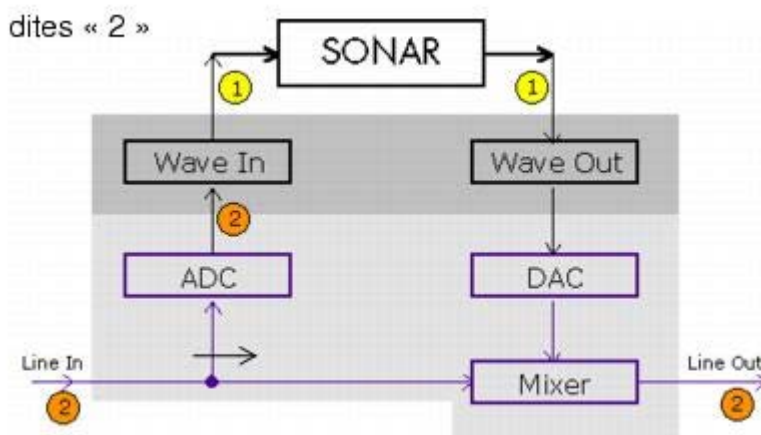 dites « 2 »
SONAR
1
1
Wave In
Wave Out
2
ADC
DAC
Line In
Line Out
Mixer
2
2